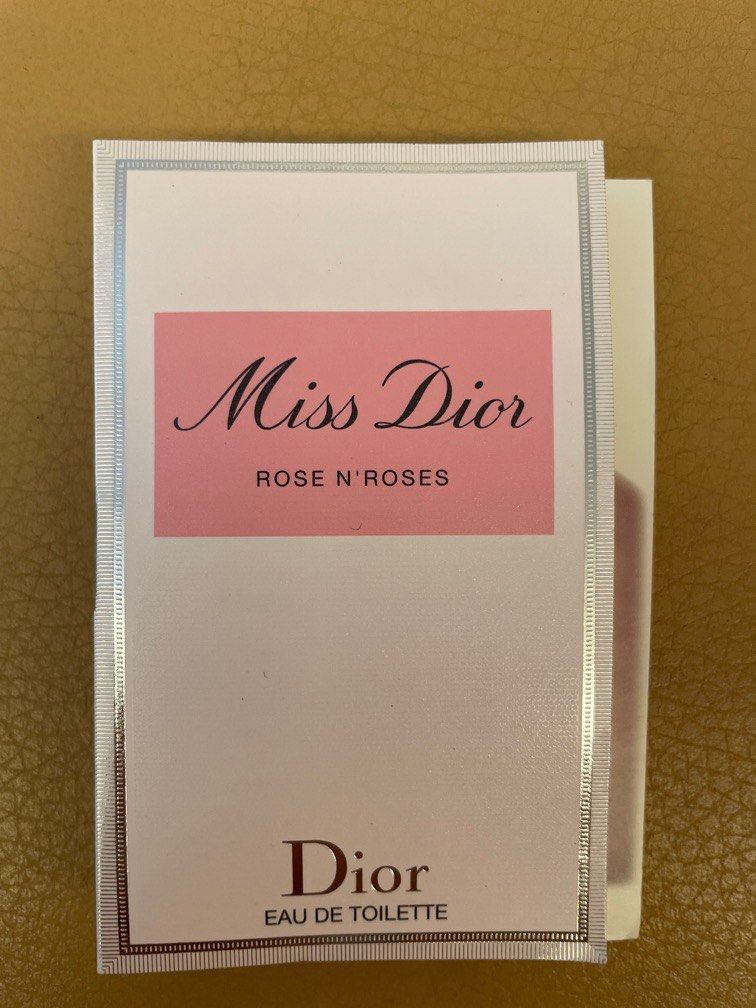 Miss Dior
ROSE N'ROSES
Dior
EAU DE TOILETTE